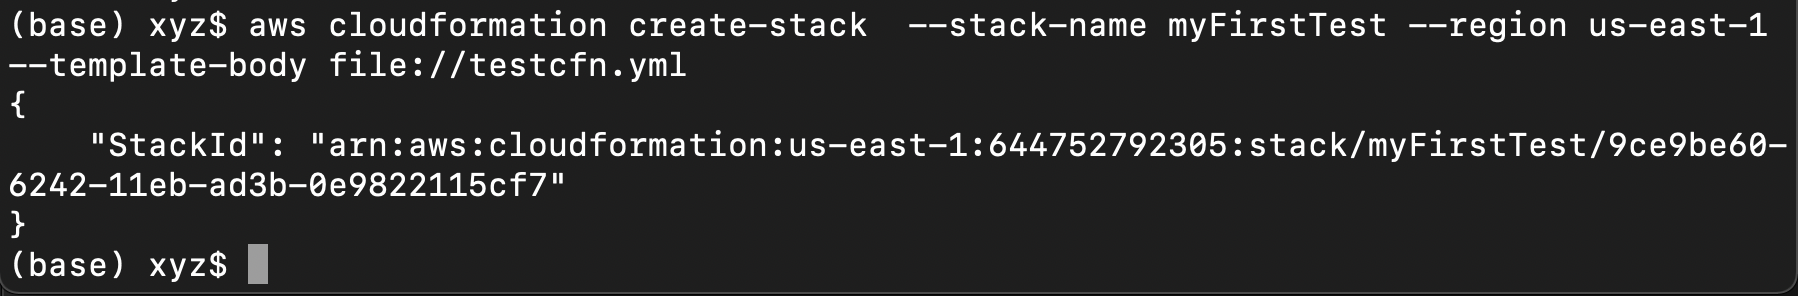 (base) xyz$ aws cloudformation create-stack  --stack-name myFirstTest --region us-east-1
--template-body file://testcfn.yml
{
    "StackId": "arn:aws:cloudformation:us-east-1:644752792305:stack/myFirstTest/9ce9be60-
6242-11eb-ad3b-0e9822115cf7"
}
(base) xyz$